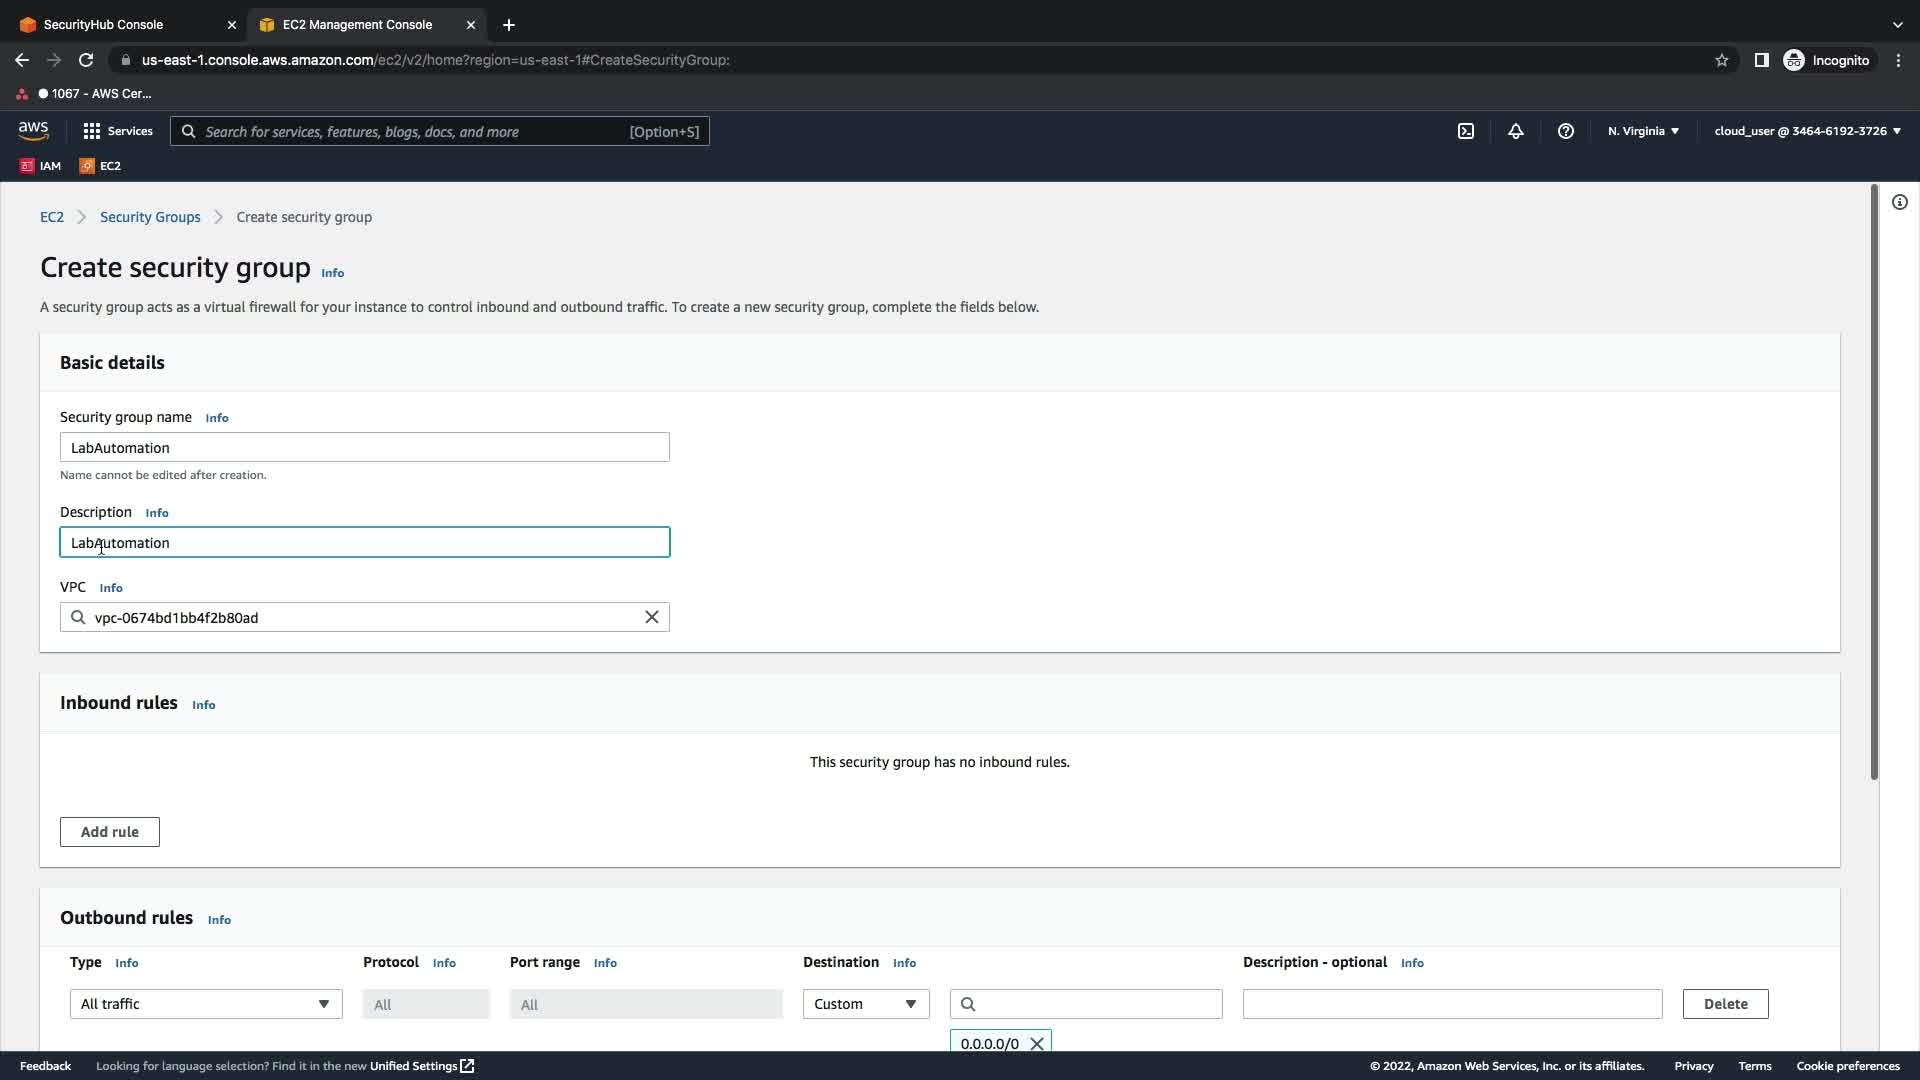 SecurityHub Console
EC2 Management Console
us-east-1.console.aws.amazon.com/ec2/v2/home?region=us-east-1#CreateSecurityGroup:
Incognito
1067 - AWS Cer...
aws
Services
Search for services, features, blogs, docs, and more [Option+S]
N. Virginia
cloud_user @ 3464-6192-3726
IAM
EC2
EC2 Security Groups Create security group
Create security group Info
A security group acts as a virtual firewall for your instance to control inbound and outbound traffic. To create a new security group, complete the fields below.
Basic details
Security group name Info
LabAutomation
Name cannot be edited after creation.
Description Info
LabAutomation
VPC Info
vpc-0674bd1bb4f2b80ad
Inbound rules Info
This security group has no inbound rules.
Add rule
Outbound rules Info
Type Info Protocol Info Port range Info Destination Info Description - optional Info
All traffic All All Custom Delete
0.0.0.0/0
Feedback Looking for language selection? Find it in the new Unified Settings © 2022, Amazon Web Services, Inc. or its affiliates. Privacy Terms Cookie preferences